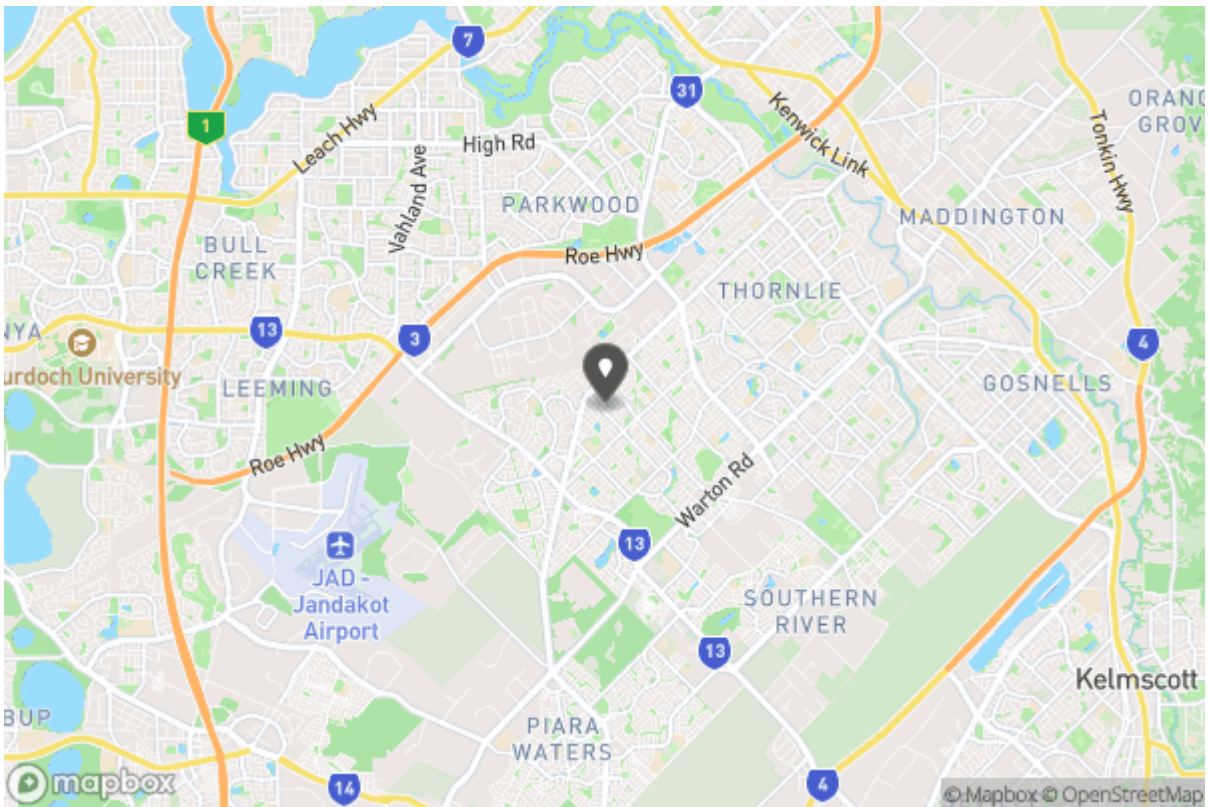 7
31
1
ORANG
GROV
Tonkin Hwy
Kenwick Link
Leach Hwy
High Rd
Vahland Ave
PARKWOOD
MADDINGTON
BULL
CREEK
Roe Hwy
THORNLIE
NYA
13
3
4
urdoch University
LEEMING
GOSNELLS
Roe Hwy
Warton Rd
13
JAD -
Jandakot
Airport
SOUTHERN
RIVER
13
Kelmscott
BUP
PIARA
WATERS
14
4
mapbox
© Mapbox © OpenStreetMap